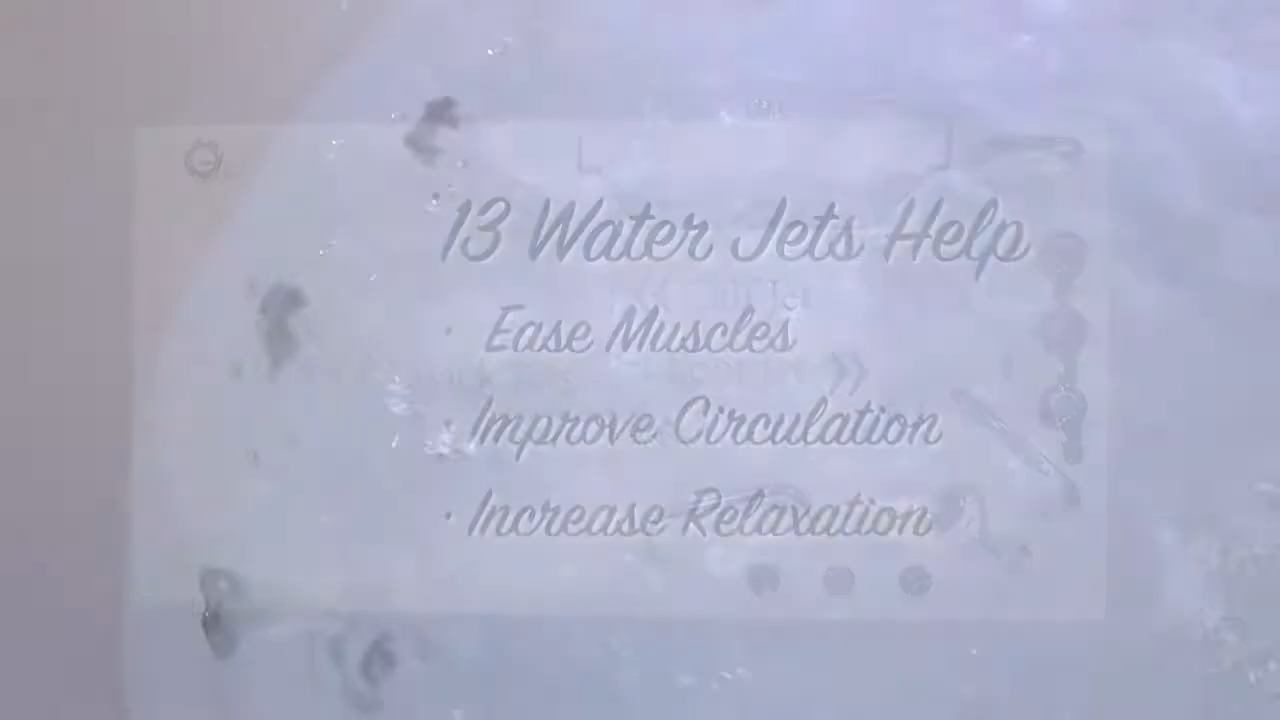 13 Water Jets Help
· Ease Muscles
· Improve Circulation
· Increase Relaxation